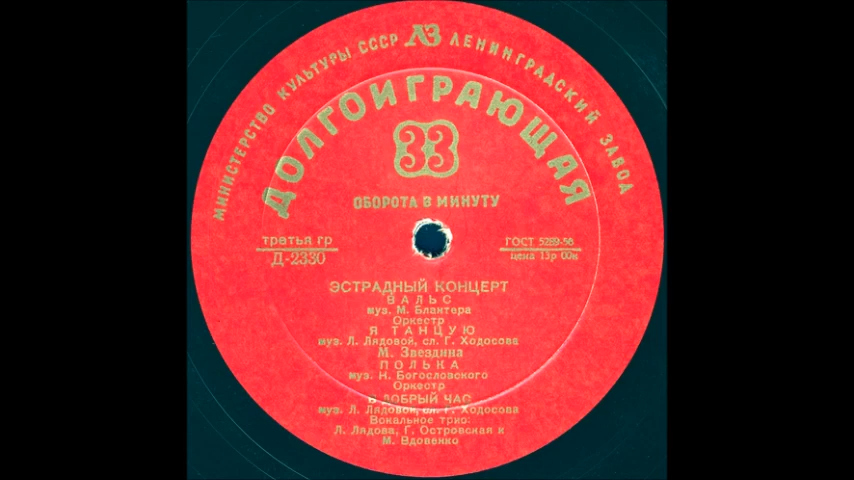 МИНИСТЕРСТВО КУЛЬТУРЫ СССР ЛЗ ЛЕНИНГРАДСКИЙ ЗАВОД
ДОЛГОИГРАЮЩАЯ
33
ОБОРОТА В МИНУТУ
третья гр
Д-2330
ГОСТ 5289-56
цена 13р 00к
ЭСТРАДНЫЙ КОНЦЕРТ
ВАЛЬС
муз. М. Блантера
Оркестр
Я ТАНЦУЮ
муз. Л. Лядовой, сл. Г. Ходосова
М. Звездина
ПОЛЬКА
муз. Н. Богословского
Оркестр
В ДОБРЫЙ ЧАС
муз. Л. Лядовой, сл. Г. Ходосова
Вокальное трио:
Л. Лядова, Г. Островская и
М. Вдовенко